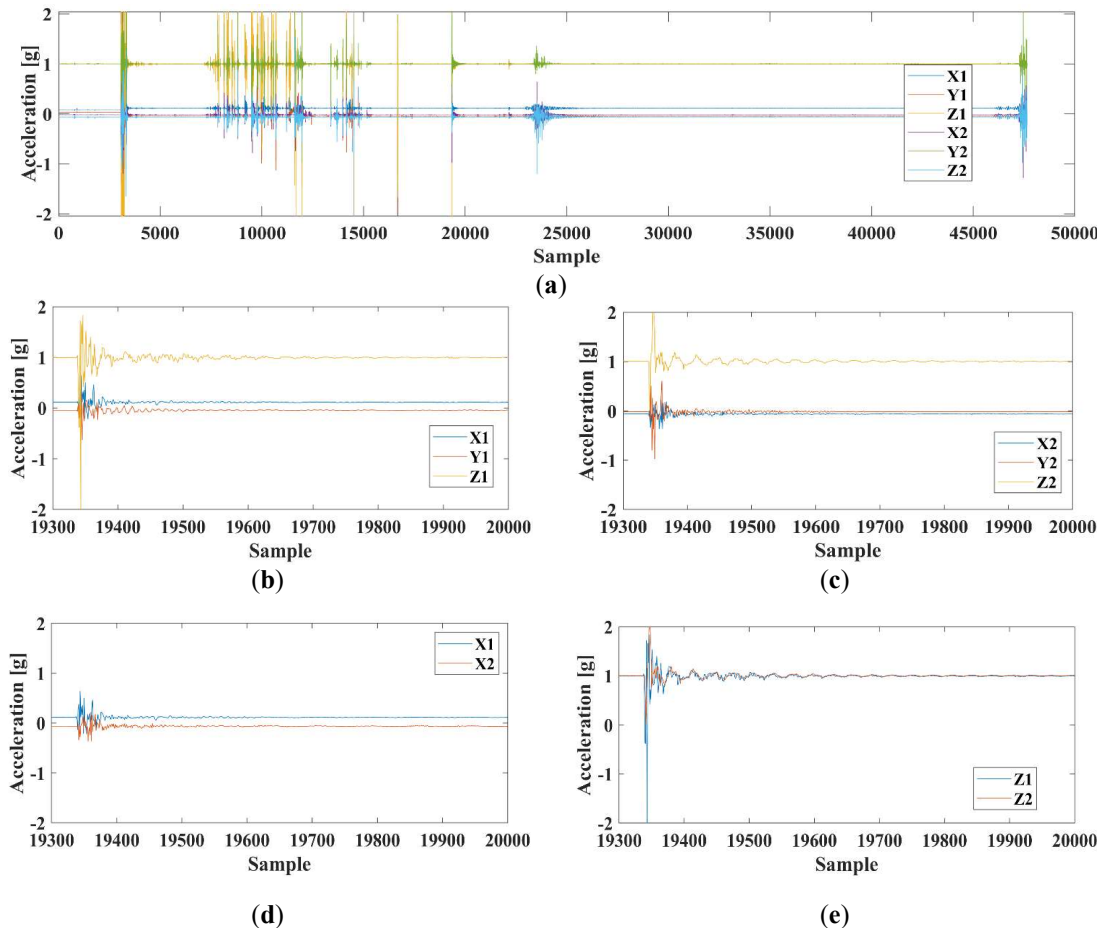 2
1
0
-1
-2
Acceleration [g]
X1
Y1
Z1
X2
Y2
Z2
0 5000 10000 15000 20000 25000 30000 35000 40000 45000 50000
Sample
(a)
2
1
0
-1
-2
Acceleration [g]
X1
Y1
Z1
19300 19400 19500 19600 19700 19800 19900 20000
Sample
(b)
2
1
0
-1
-2
Acceleration [g]
X2
Y2
Z2
19300 19400 19500 19600 19700 19800 19900 20000
Sample
(c)
2
1
0
-1
-2
Acceleration [g]
X1
X2
19300 19400 19500 19600 19700 19800 19900 20000
Sample
(d)
2
1
0
-1
-2
Acceleration [g]
Z1
Z2
19300 19400 19500 19600 19700 19800 19900 20000
Sample
(e)